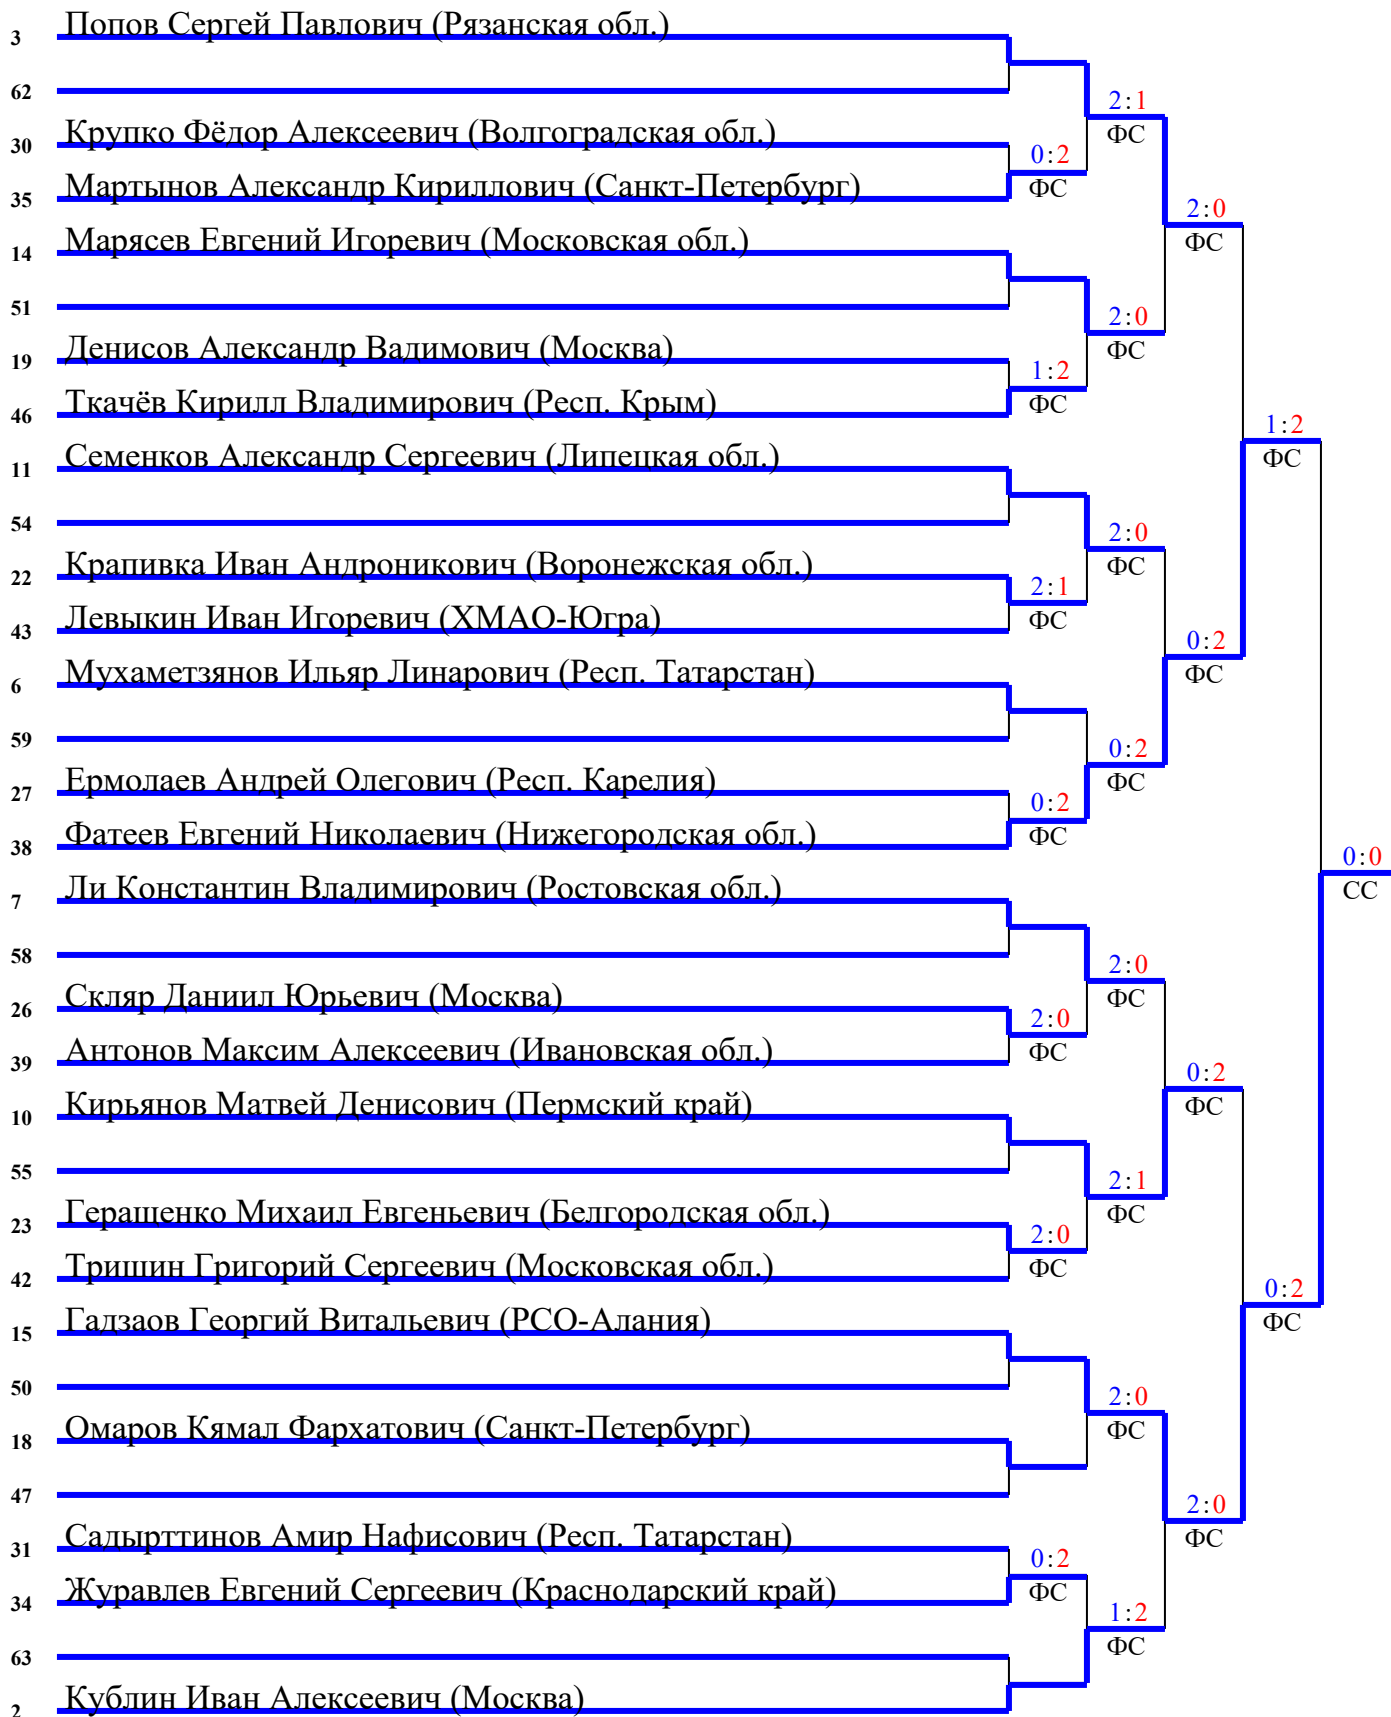 3 Попов Сергей Павлович (Рязанская обл.)
62
2:1
ФС
30 Крупко Фёдор Алексеевич (Волгоградская обл.)
0:2
ФС
35 Мартынов Александр Кириллович (Санкт-Петербург)
2:0
ФС
14 Марясев Евгений Игоревич (Московская обл.)
51
2:0
ФС
19 Денисов Александр Вадимович (Москва)
1:2
ФС
46 Ткачёв Кирилл Владимирович (Респ. Крым)
1:2
ФС
11 Семенков Александр Сергеевич (Липецкая обл.)
54
2:0
ФС
22 Крапивка Иван Андроникович (Воронежская обл.)
2:1
ФС
43 Левыкин Иван Игоревич (ХМАО-Югра)
0:2
ФС
6 Мухаметзянов Ильяр Линарович (Респ. Татарстан)
59
0:2
ФС
27 Ермолаев Андрей Олегович (Респ. Карелия)
0:2
ФС
38 Фатеев Евгений Николаевич (Нижегородская обл.)
0:0
СС
7 Ли Константин Владимирович (Ростовская обл.)
58
2:0
ФС
26 Скляр Даниил Юрьевич (Москва)
2:0
ФС
39 Антонов Максим Алексеевич (Ивановская обл.)
0:2
ФС
10 Кирьянов Матвей Денисович (Пермский край)
55
2:1
ФС
23 Геращенко Михаил Евгеньевич (Белгородская обл.)
2:0
ФС
42 Тришин Григорий Сергеевич (Московская обл.)
0:2
ФС
15 Гадзаов Георгий Витальевич (РСО-Алания)
50
2:0
ФС
18 Омаров Кямал Фархатович (Санкт-Петербург)
47
2:0
ФС
31 Садырттинов Амир Нафисович (Респ. Татарстан)
0:2
ФС
34 Журавлев Евгений Сергеевич (Краснодарский край)
1:2
ФС
63
2 Кублин Иван Алексеевич (Москва)